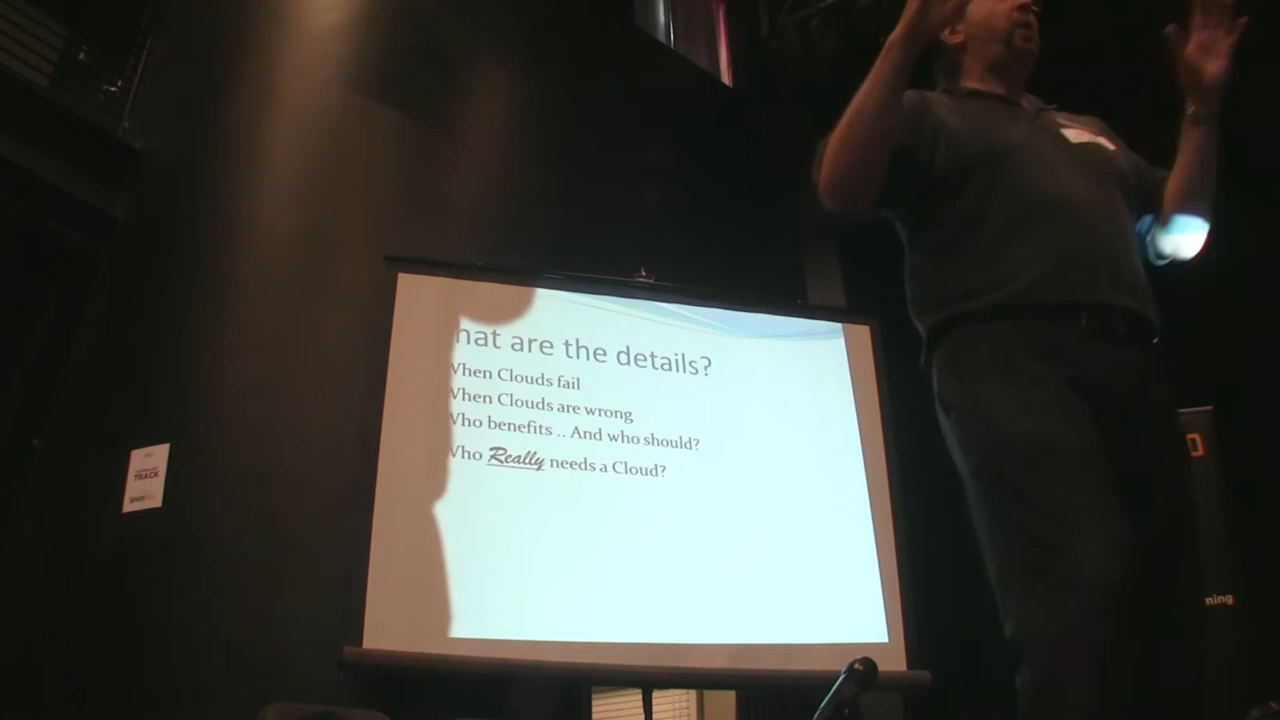 hat are the details?
When Clouds fail
When Clouds are wrong
Who benefits .. And who should?
Who Really needs a Cloud?
TRACK
ming